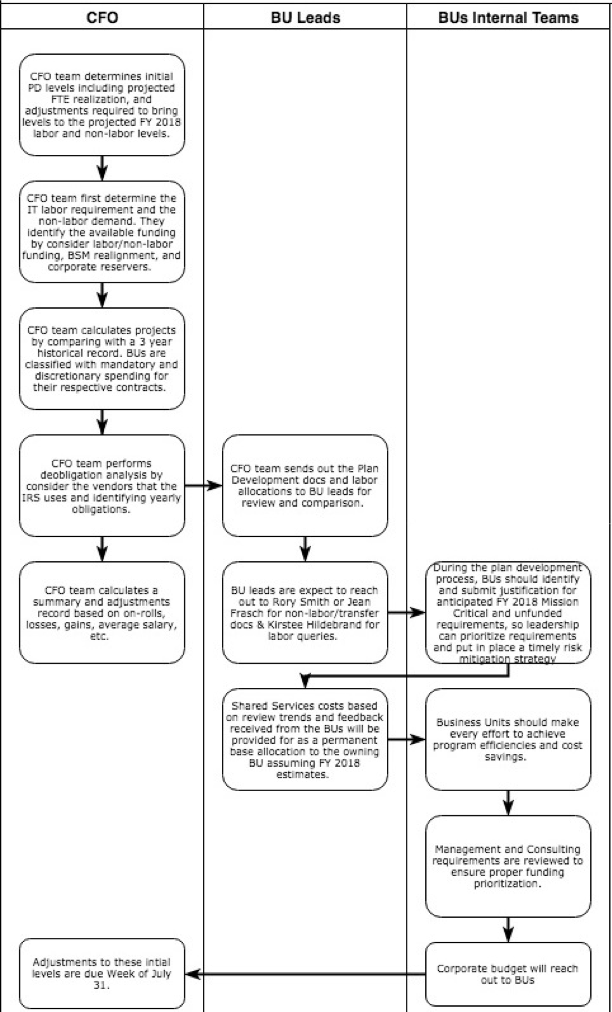 CFO
BU Leads
BUs Internal Teams
CFO team determines initial
PD levels including projected
FTE realization, and
adjustments required to bring
levels to the projected FY 2018
labor and non-labor levels.
CFO team first determine the
IT labor requirement and the
non-labor demand. They
identify the available funding
by consider labor/non-labor
funding, BSM realignment, and
corporate reservers.
CFO team calculates projects
by comparing with a 3 year
historical record. BUs are
classified with mandatory and
discretionary spending for
their respective contracts.
CFO team performs
deobligation analysis by
consider the vendors that the
IRS uses and identifying yearly
obligations.
CFO team sends out the Plan
Development docs and labor
allocations to BU leads for
review and comparison.
CFO team calculates a
summary and adjustments
record based on on-rolls,
losses, gains, average salary,
etc.
BU leads are expect to reach
out to Rory Smith or Jean
Frasch for non-labor/transfer
docs & Kirstee Hildebrand for
labor queries.
During the plan development
process, BUs should identify
and submit justification for
anticipated FY 2018 Mission
Critical and unfunded
requirements, so leadership
can prioritize requirements
and put in place a timely risk
mitigation strategy
Shared Services costs based
on review trends and feedback
received from the BUs will be
provided for as a permanent
base allocation to the owning
BU assuming FY 2018
estimates.
Business Units should make
every effort to achieve
program efficiencies and cost
savings.
Management and Consulting
requirements are reviewed to
ensure proper funding
prioritization.
Corporate budget will reach
out to BUs
Adjustments to these intial
levels are due Week of July
31.